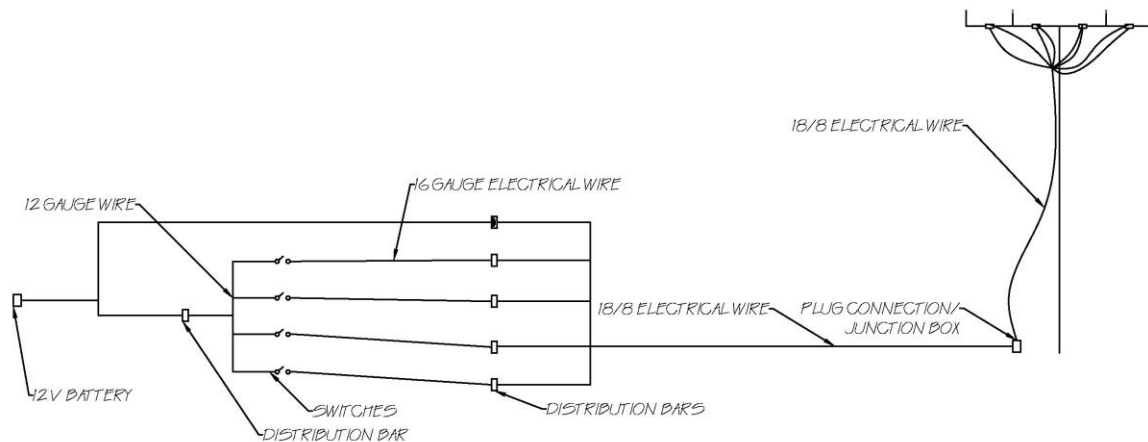 18/8 ELECTRICAL WIRE
16 GAUGE ELECTRICAL WIRE
12 GAUGE WIRE
18/8 ELECTRICAL WIRE
PLUG CONNECTION/
JUNCTION BOX
12V BATTERY
SWITCHES
DISTRIBUTION BARS
DISTRIBUTION BAR